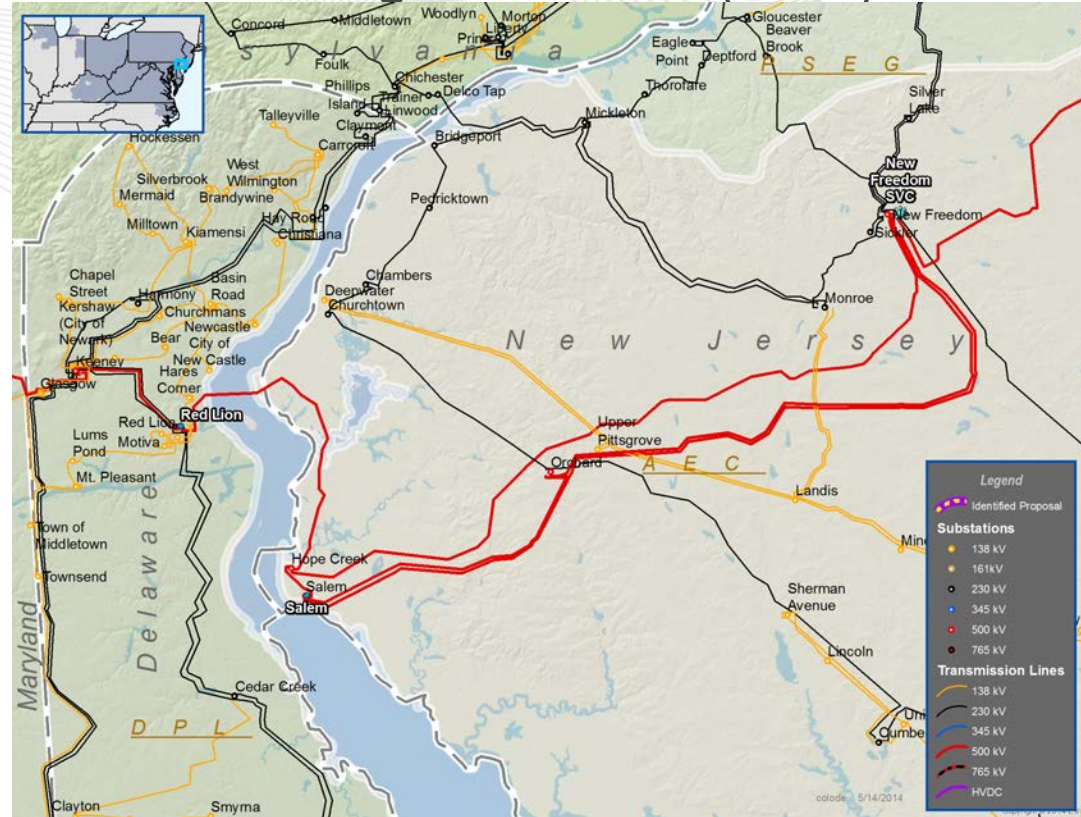 Concord
Middletown
Woodlyn
Morton
Liberty
Gloucester
Beaver
Brook
Eagle
Point
Deptford
s y l v a n i a
P S E G
Foulk
Phillips
Chichester
Trainer
Delco Tap
Island
Linwood
Claymont
Thorofare
Mickleton
Silver
Lake
Talleyville
Hockessen
Carrcroft
Bridgeport
West
Wilmington
Silverbrook
Brandywine
Mermaid
New
Freedom
SVC
New Freedom
Sickler
Pedricktown
Milltown
Hay Road
Christiana
Kiamensi
Chapel
Street
Kershaw
(City of
Newark)
Harmony
Basin
Road
Churchmans
Newcastle
City of
New Castle
Bear
Hares
Corner
Chambers
Deepwater
Churchtown
Monroe
N e w J e r s e y
Keeney
Glasgow
Red Lion
Red Lion
Lums
Pond
Motiva
Mt. Pleasant
Upper
Pittsgrove
Orchard
A E C
Landis
Town of
Middletown
Townsend
Hope Creek
Salem
Salem
Sherman
Avenue
Lincoln
Maryland
Delaware
Cedar Creek
D P L
Clayton
Smyrna
Legend
Identified Proposal
Substations
138 kV
161kV
230 kV
345 kV
500 kV
765 kV
Transmission Lines
138 kV
230 kV
345 kV
500 kV
765 kV
HVDC
colode 5/14/2014